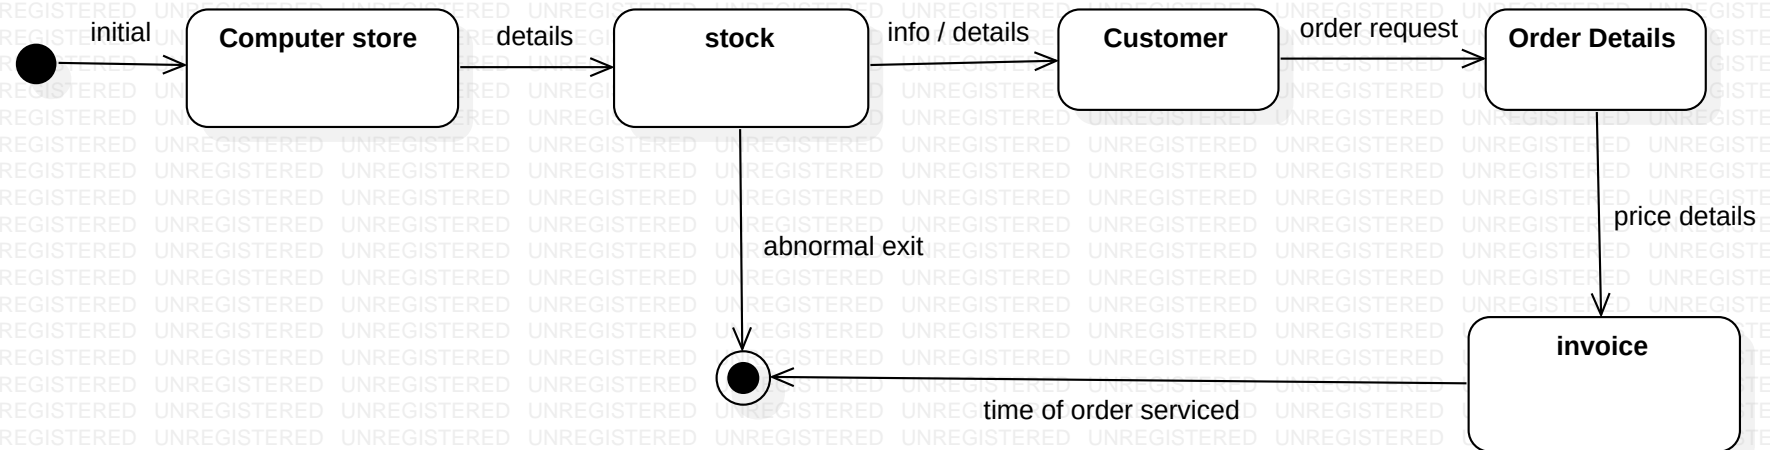 initial
Computer store
details
stock
info / details
Customer
order request
Order Details
abnormal exit
price details
invoice
time of order serviced
UNREGISTERED